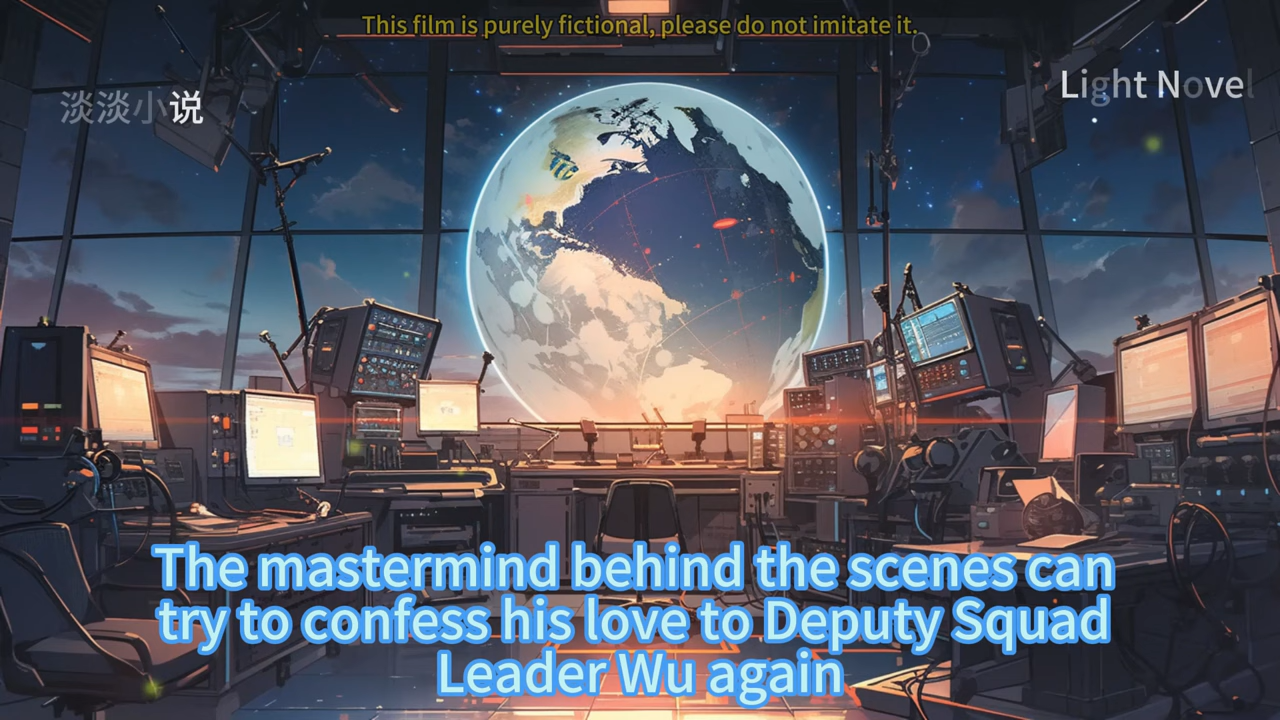 This film is purely fictional, please do not imitate it.
淡淡小说
Light Novel
The mastermind behind the scenes can
try to confess his love to Deputy Squad
Leader Wu again